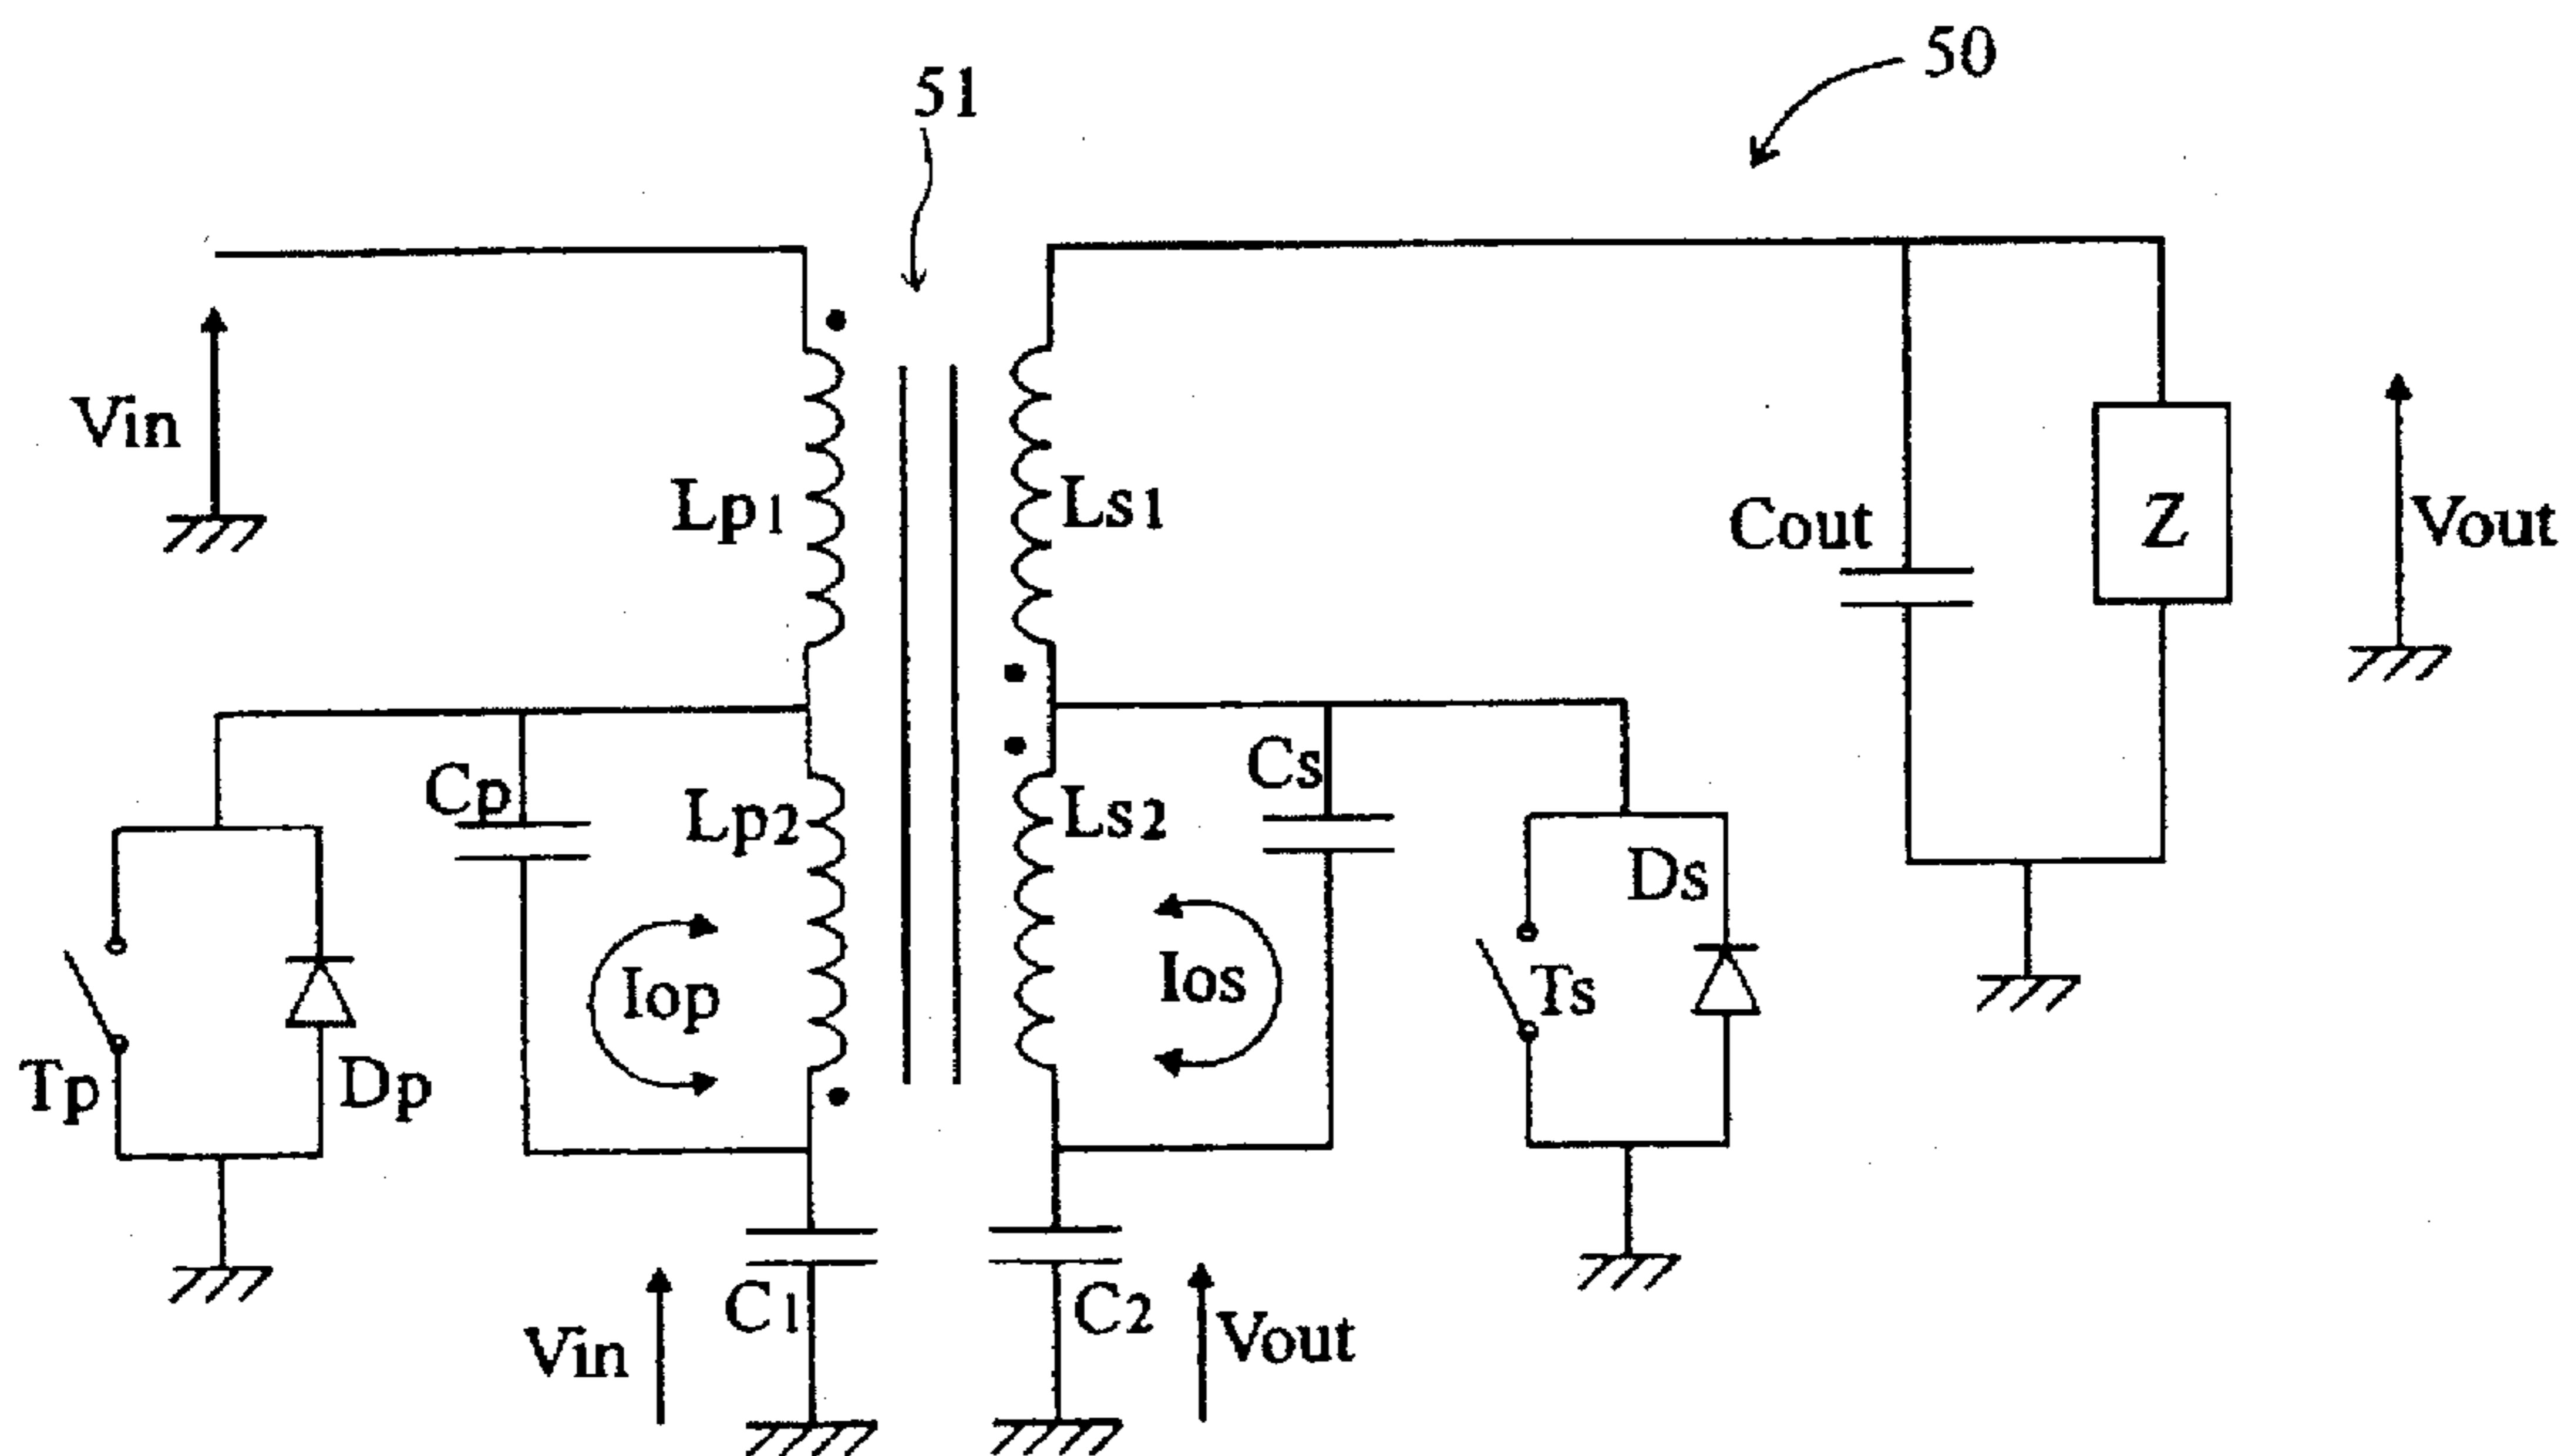 50
51
Vin
Lp1
Ls1
Cout
Z
Vout
Cp
Lp2
Ls2
Cs
Ds
Iop
Ios
Ts
Tp
Dp
Vin
C1
C2
Vout